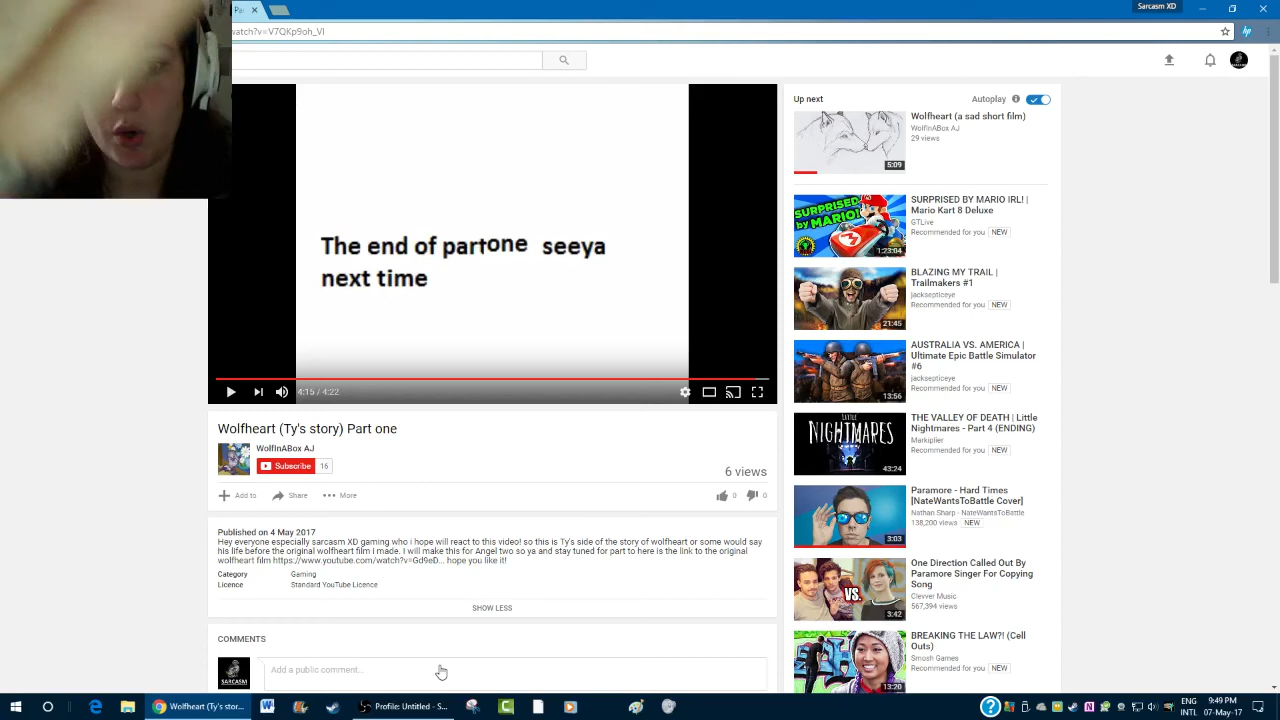 Sarcasm XD
watch?v=V7QKp9oh_VI
The end of partone seeya
next time
4:15 / 4:22
Wolfheart (Ty's story) Part one
WolfInABox AJ
Subscribe 16
6 views
Add to Share More
0 0
Published on 4 May 2017
Hey everyone especially sarcasm XD gaming who i hope will react to this video! so this is Ty's side of the story of wolfheart or some would say
his life before the original wolfheart film i made. I will make this for Angel two so ya and stay tuned for part to here is the link to the original
wolfheart film https://www.youtube.com/watch?v=Gd9eD... hope you like it!
Category Gaming
Licence Standard YouTube Licence
SHOW LESS
COMMENTS
SARCASM
Add a public comment...
Up next Autoplay
Wolfheart (a sad short film)
WolfInABox AJ
29 views
5:09
SURPRISED BY MARIO!
1:23:04
SURPRISED BY MARIO IRL! |
Mario Kart 8 Deluxe
GTLive
Recommended for you NEW
BLAZING MY TRAIL |
Trailmakers #1
jacksepticeye
Recommended for you NEW
21:45
AUSTRALIA VS. AMERICA |
Ultimate Epic Battle Simulator
#6
jacksepticeye
Recommended for you NEW
13:56
LITTLE
NIGHTMARES
43:24
THE VALLEY OF DEATH | Little
Nightmares - Part 4 (ENDING)
Markiplier
Recommended for you NEW
Paramore - Hard Times
[NateWantsToBattle Cover]
Nathan Sharp - NateWantsToBattle
138,200 views NEW
3:03
One Direction Called Out By
Paramore Singer For Copying
Song
Clevver Music
567,394 views
VS.
3:42
BREAKING THE LAW?! (Cell
Outs)
Smosh Games
Recommended for you NEW
13:20
Wolfheart (Ty's stor...
Profile: Untitled - S...
ENG
INTL
9:49 PM
07-May-17